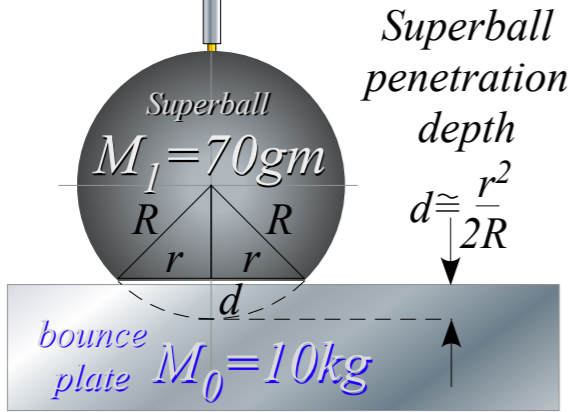 Superball
penetration
depth
d≅ r²/2R
Superball
M₁=70gm
R R
r r
d
bounce
plate M₀=10kg